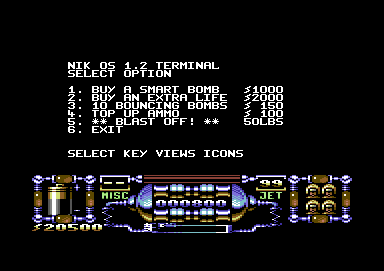 NIK OS 1.2 TERMINAL
SELECT OPTION
1. BUY A SMART BOMB $1000
2. BUY AN EXTRA LIFE $2000
3. 10 BOUNCING BOMBS $ 150
4. TOP UP AMMO $ 100
5. ** BLAST OFF! ** 50LBS
6. EXIT
SELECT KEY VIEWS ICONS
-- 99
MISC 000900 JET
$20500